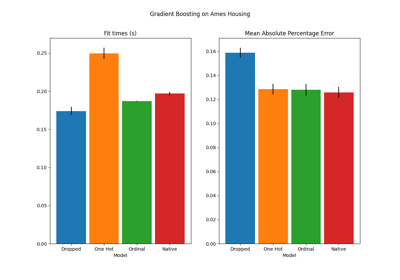 Gradient Boosting on Ames Housing
Fit times (s)
0.25
0.20
0.15
0.10
0.05
0.00
Dropped
One Hot
Ordinal
Native
Model
Mean Absolute Percentage Error
0.16
0.14
0.12
0.10
0.08
0.06
0.04
0.02
0.00
Dropped
One Hot
Ordinal
Native
Model